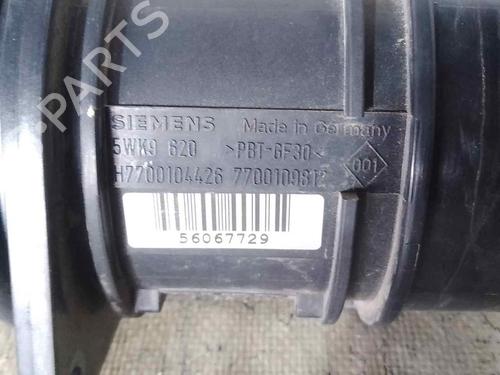 PARTS
SIEMENS Made in Germany
5WK9 620 >PBT-GF30<
H7700104426 7700109812
001
56067729